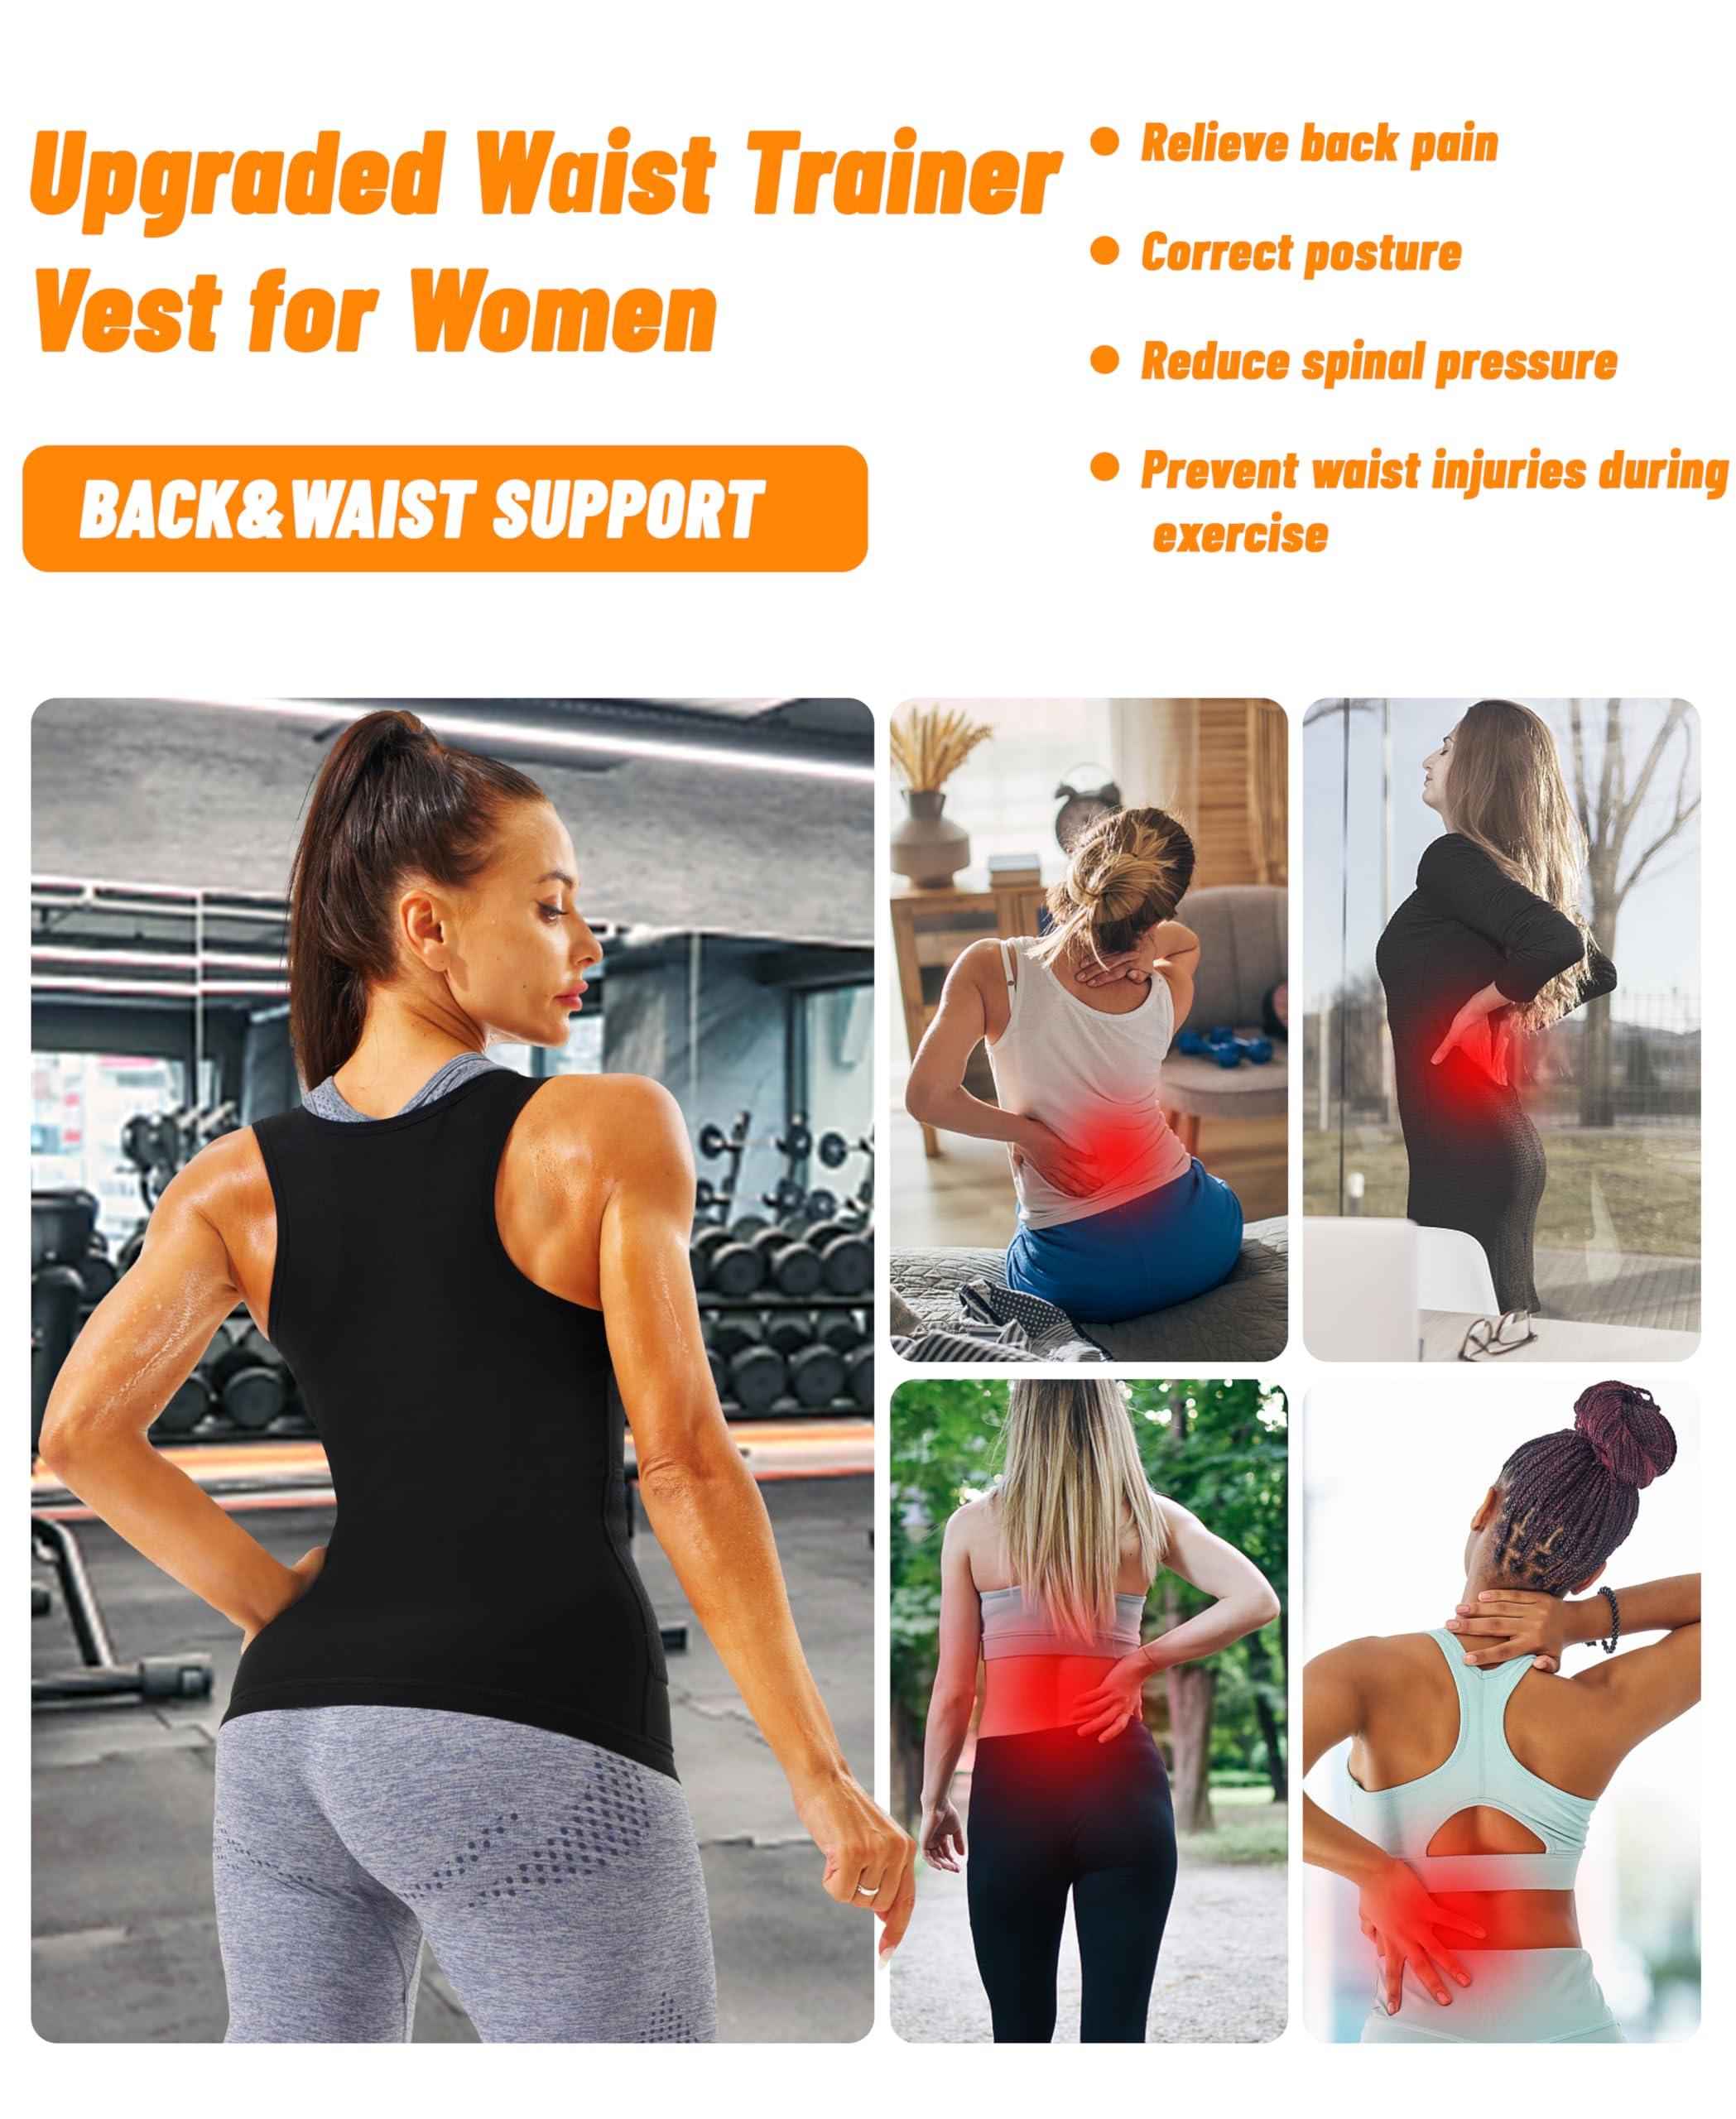 Upgraded Waist Trainer
Vest for Women
BACK&WAIST SUPPORT
● Relieve back pain
● Correct posture
● Reduce spinal pressure
● Prevent waist injuries during
exercise